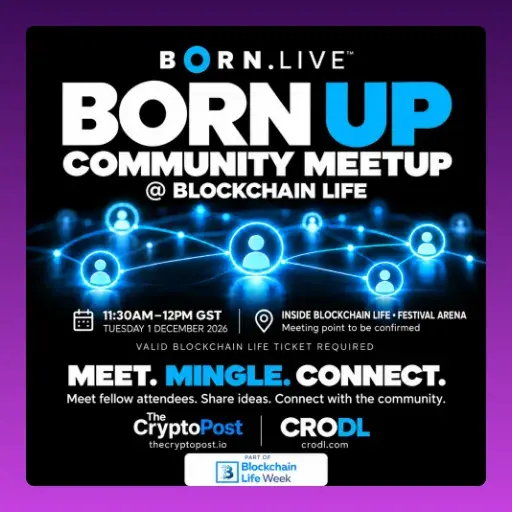 BORN.LIVE™
BORN UP
COMMUNITY MEETUP
@ BLOCKCHAIN LIFE
11:30AM–12PM GST
TUESDAY 1 DECEMBER 2026
INSIDE BLOCKCHAIN LIFE • FESTIVAL ARENA
Meeting point to be confirmed
VALID BLOCKCHAIN LIFE TICKET REQUIRED
MEET. MINGLE. CONNECT.
Meet fellow attendees. Share ideas. Connect with the community.
The
CryptoPost
thecryptopost.io
CRODL
crodl.com
PART OF
Blockchain
Life Week